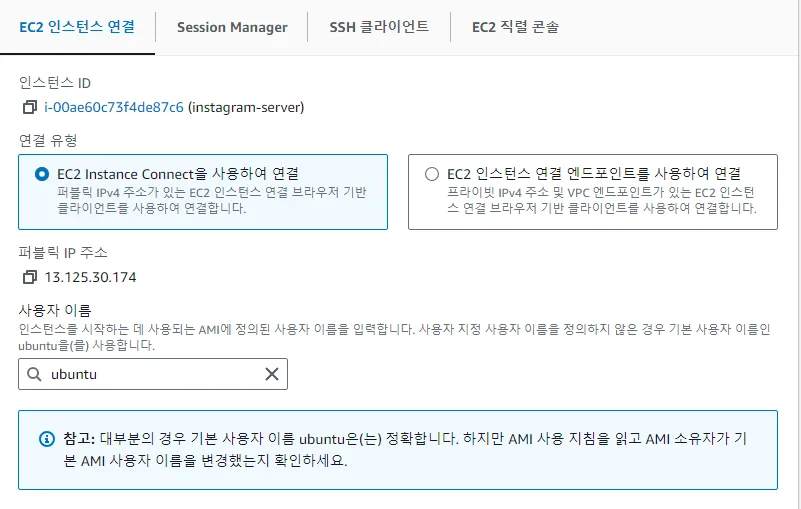 EC2 인스턴스 연결 Session Manager SSH 클라이언트 EC2 직렬 콘솔
인스턴스 ID
i-00ae60c73f4de87c6 (instagram-server)
연결 유형
EC2 Instance Connect을 사용하여 연결
퍼블릭 IPv4 주소가 있는 EC2 인스턴스 연결 브라우저 기반
클라이언트를 사용하여 연결합니다.
EC2 인스턴스 연결 엔드포인트를 사용하여 연결
프라이빗 IPv4 주소 및 VPC 엔드포인트가 있는 EC2 인스턴
스 연결 브라우저 기반 클라이언트를 사용하여 연결합니다.
퍼블릭 IP 주소
13.125.30.174
사용자 이름
인스턴스를 시작하는 데 사용되는 AMI에 정의된 사용자 이름을 입력합니다. 사용자 지정 사용자 이름을 정의하지 않은 경우 기본 사용자 이름인
ubuntu을(를) 사용합니다.
ubuntu
참고: 대부분의 경우 기본 사용자 이름 ubuntu은(는) 정확합니다. 하지만 AMI 사용 지침을 읽고 AMI 소유자가 기
본 AMI 사용자 이름을 변경했는지 확인하세요.